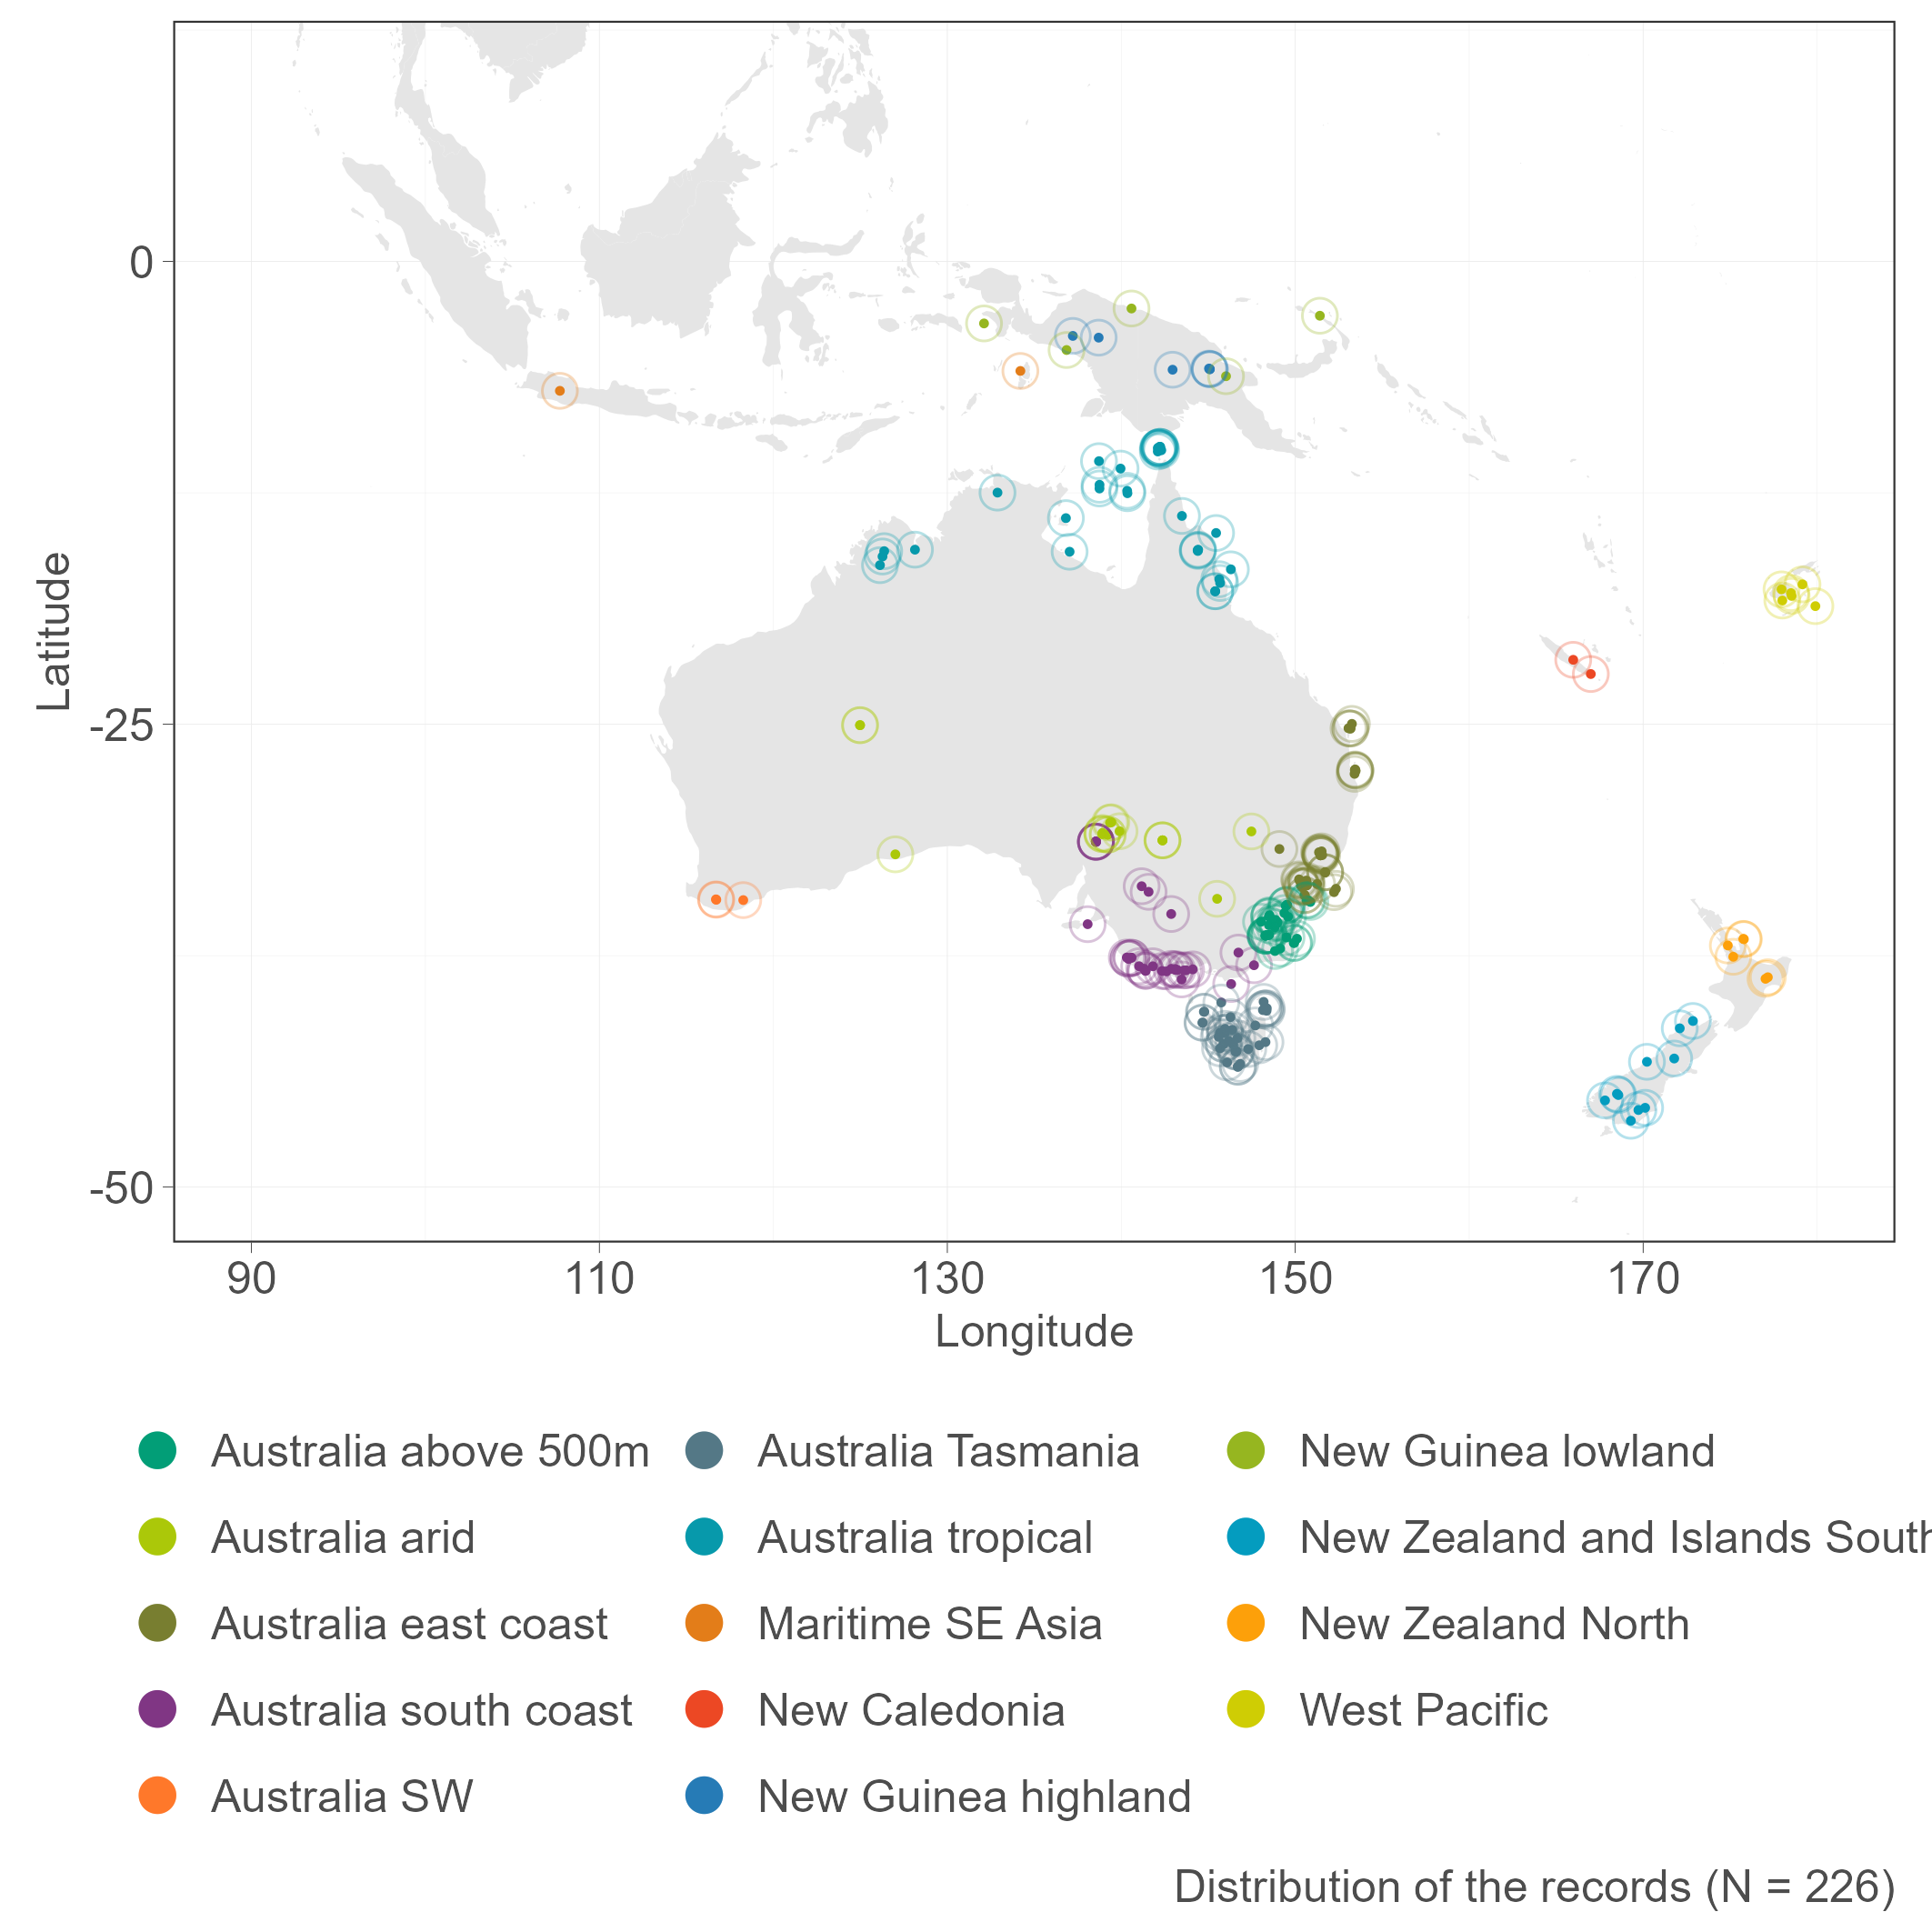 0
-25
-50
Latitude
90 110 130 150 170
Longitude
Australia above 500m
Australia Tasmania
New Guinea lowland
Australia arid
Australia tropical
New Zealand and Islands South
Australia east coast
Maritime SE Asia
New Zealand North
Australia south coast
New Caledonia
West Pacific
Australia SW
New Guinea highland
Distribution of the records (N = 226)